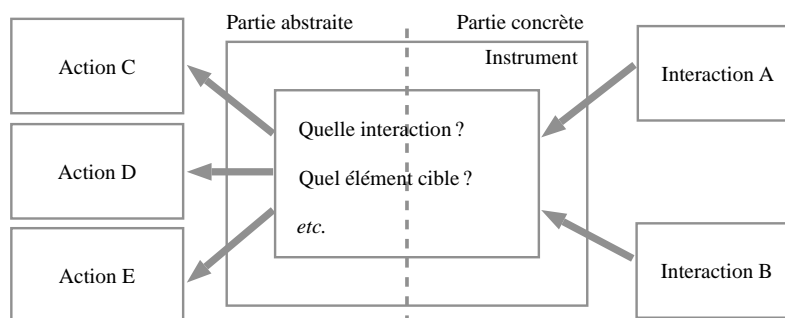 Partie abstraite
Partie concrète
Instrument
Action C
Interaction A
Quelle interaction ?
Action D
Quel élément cible ?
etc.
Action E
Interaction B